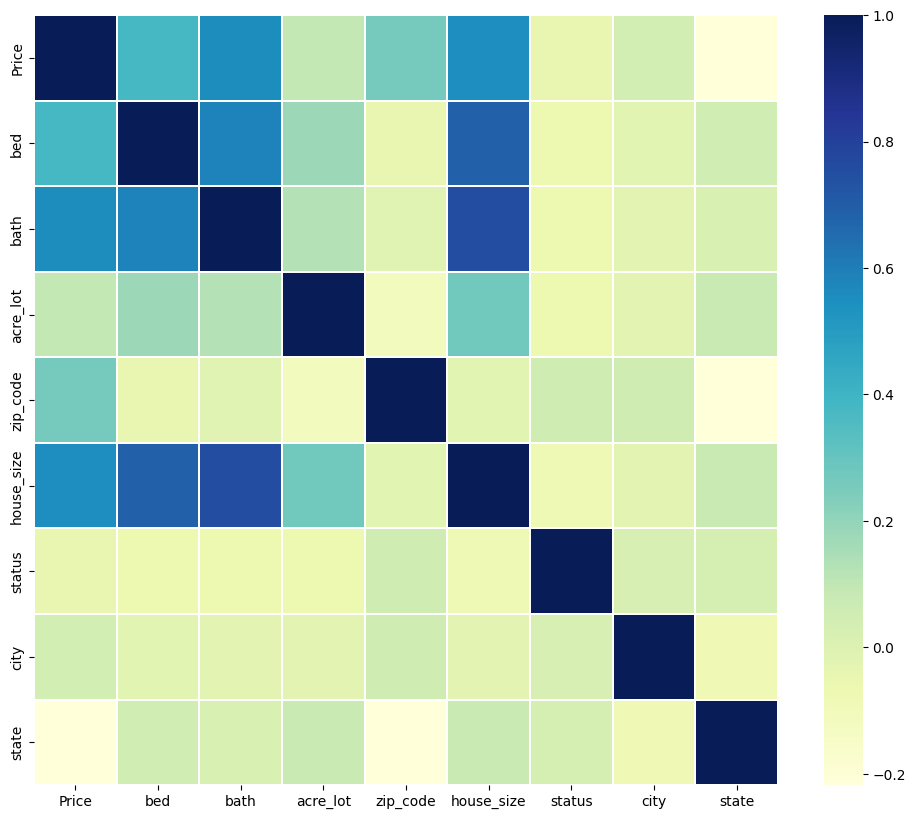 Price
bed
bath
acre_lot
zip_code
house_size
status
city
state
Price bed bath acre_lot zip_code house_size status city state
1.0
0.8
0.6
0.4
0.2
0.0
−0.2